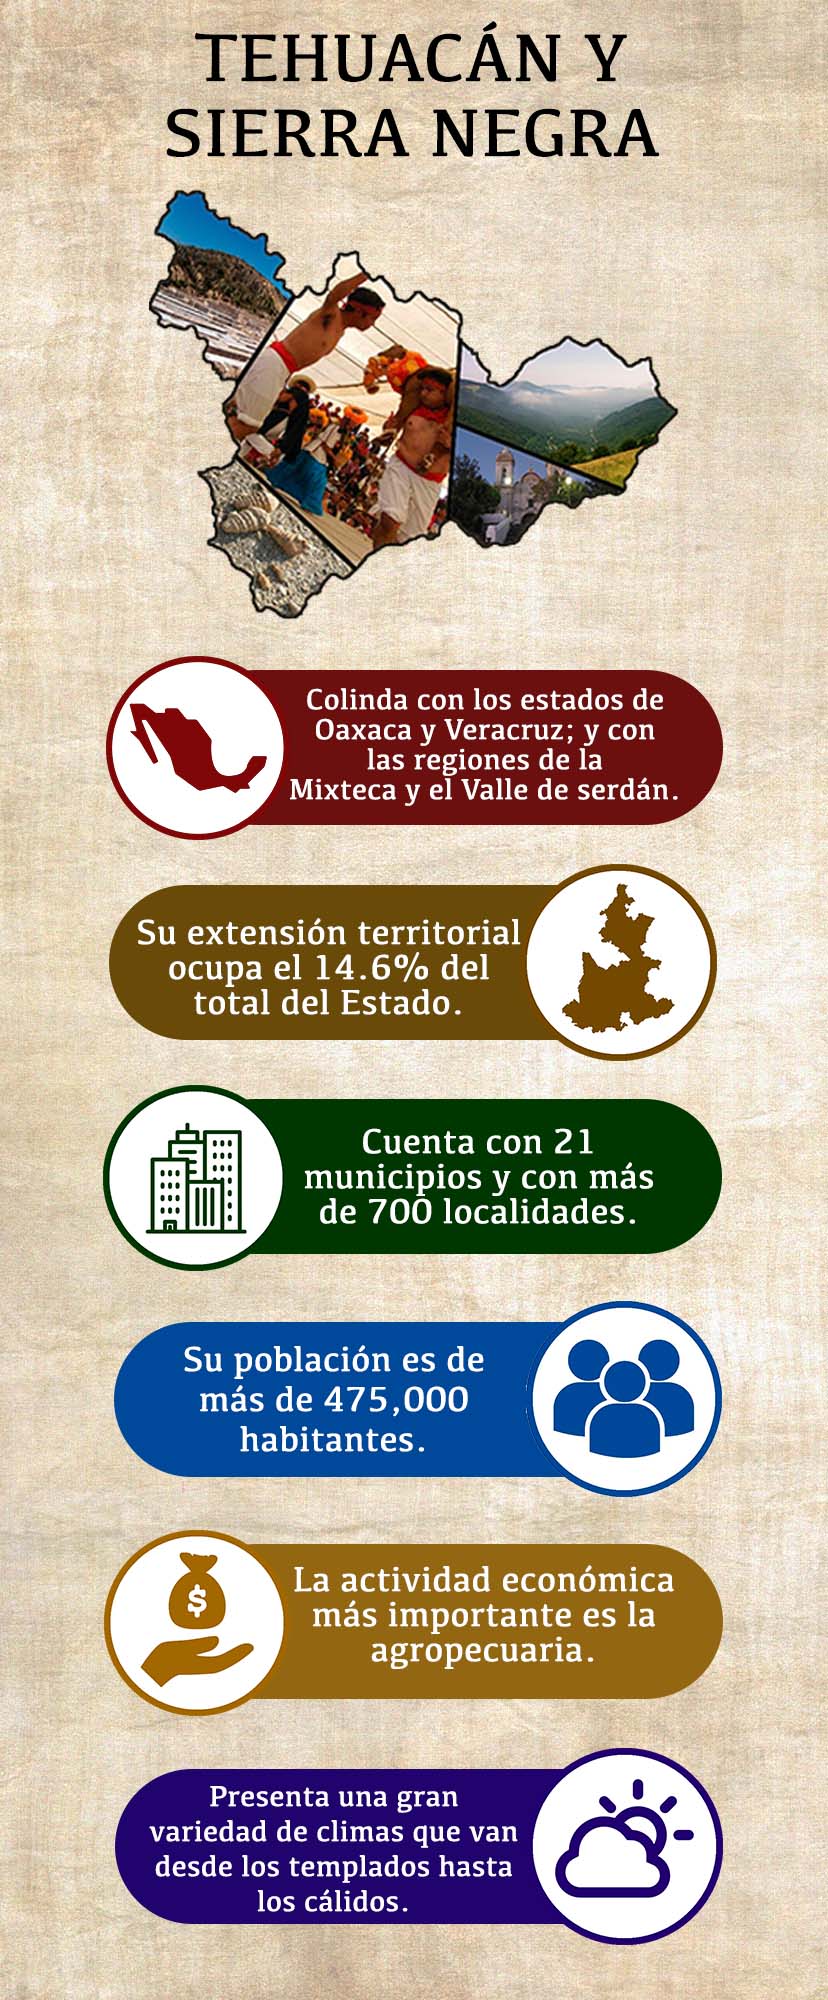 TEHUACÁN Y
SIERRA NEGRA
Colinda con los estados de
Oaxaca y Veracruz; y con
las regiones de la
Mixteca y el Valle de serdán.
Su extensión territorial
ocupa el 14.6% del
total del Estado.
Cuenta con 21
municipios y con más
de 700 localidades.
Su población es de
más de 475,000
habitantes.
$
La actividad económica
más importante es la
agropecuaria.
Presenta una gran
variedad de climas que van
desde los templados hasta
los cálidos.